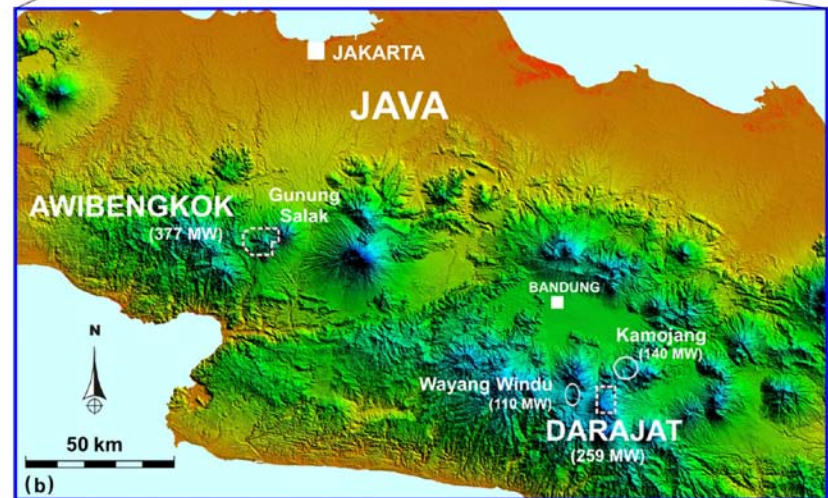 JAKARTA
JAVA
Gunung
Salak
AWIBENGKOK
(377 MW)
BANDUNG
Kamojang
(140 MW)
Wayang Windu
(110 MW)
DARAJAT
(259 MW)
N
50 km
(b)